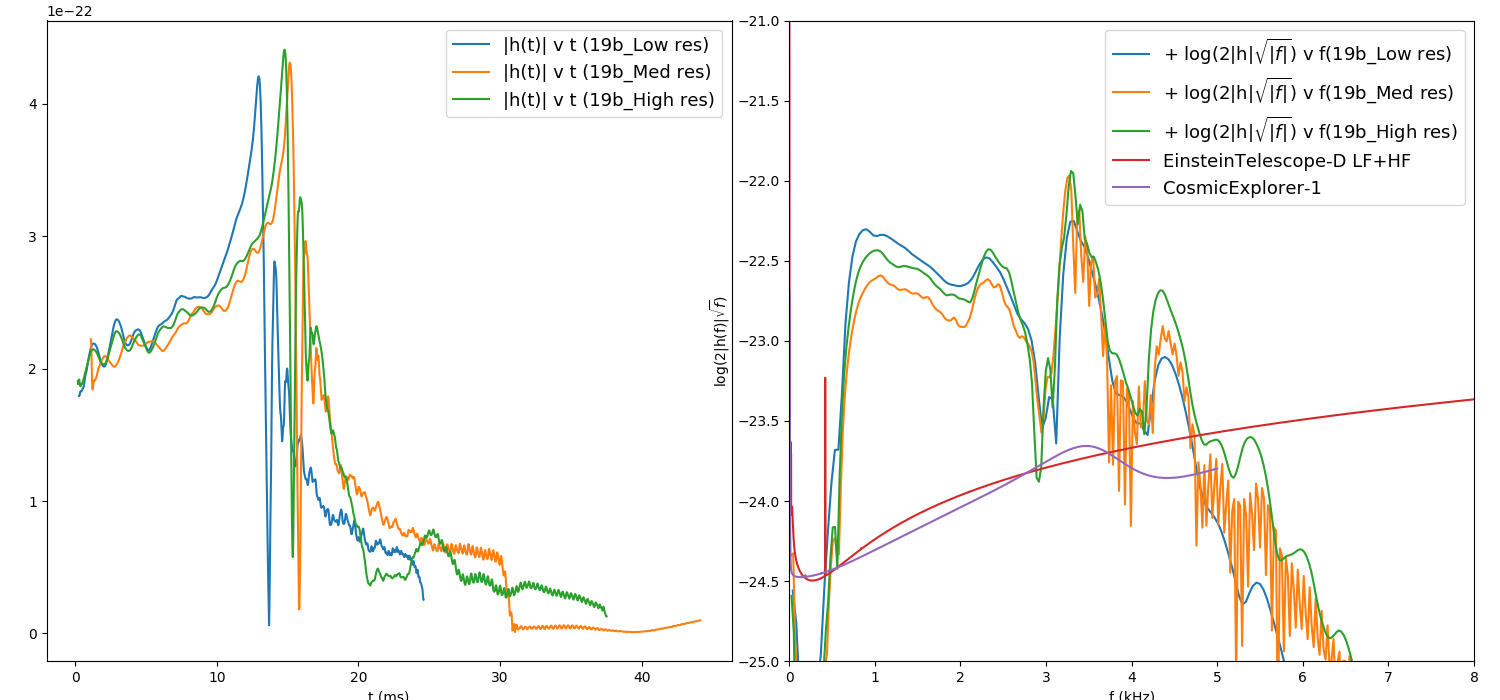 1e−22
4
3
2
1
0
0 10 20 30 40
t (ms)
|h(t)| v t (19b_Low res)
|h(t)| v t (19b_Med res)
|h(t)| v t (19b_High res)
log(2|h(f)|√f)
−21.0
−21.5
−22.0
−22.5
−23.0
−23.5
−24.0
−24.5
−25.0
0 1 2 3 4 5 6 7 8
f (kHz)
+ log(2|h|√|f|) v f(19b_Low res)
+ log(2|h|√|f|) v f(19b_Med res)
+ log(2|h|√|f|) v f(19b_High res)
EinsteinTelescope-D LF+HF
CosmicExplorer-1